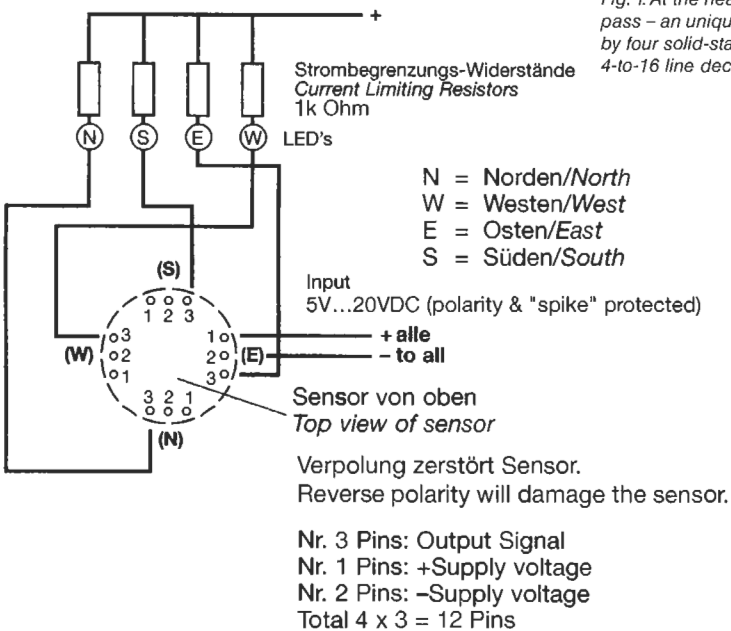 +
Fig. 1. At the hea
pass – an uniqu
by four solid-sta
4-to-16 line dec
Strombegrenzungs-Widerstände
Current Limiting Resistors
1k Ohm
N S E W LED's
N = Norden/North
W = Westen/West
E = Osten/East
S = Süden/South
(S)
1 2 3
Input
5V...20VDC (polarity & "spike" protected)
3 1 + alle
(W) 2 2 (E) – to all
1 3
3 2 1
(N)
Sensor von oben
Top view of sensor
Verpolung zerstört Sensor.
Reverse polarity will damage the sensor.
Nr. 3 Pins: Output Signal
Nr. 1 Pins: +Supply voltage
Nr. 2 Pins: –Supply voltage
Total 4 x 3 = 12 Pins